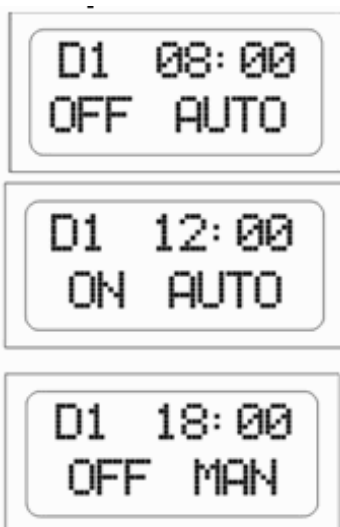 D1 08:00
OFF AUTO
D1 12:00
ON AUTO
D1 18:00
OFF MAN